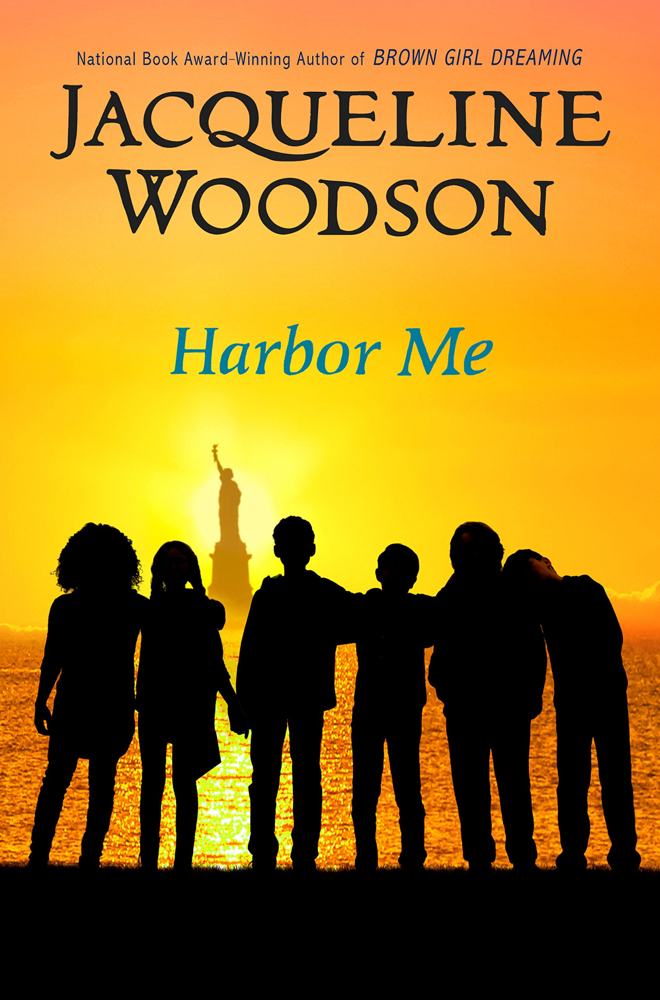 National Book Award–Winning Author of BROWN GIRL DREAMING
JACQUELINE
WOODSON
Harbor Me